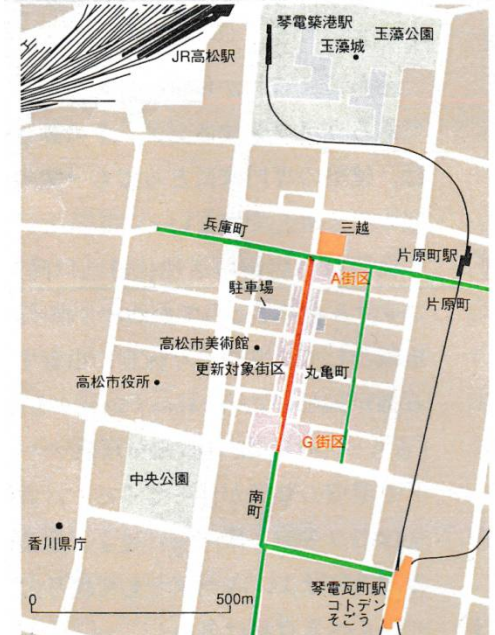 琴電築港駅
玉藻公園
玉藻城
JR高松駅
兵庫町
三越
片原町駅
A街区
駐車場
片原町
高松市美術館
更新対象街区
丸亀町
高松市役所
G街区
中央公園
南町
香川県庁
琴電瓦町駅
コトデン
そごう
0
500m